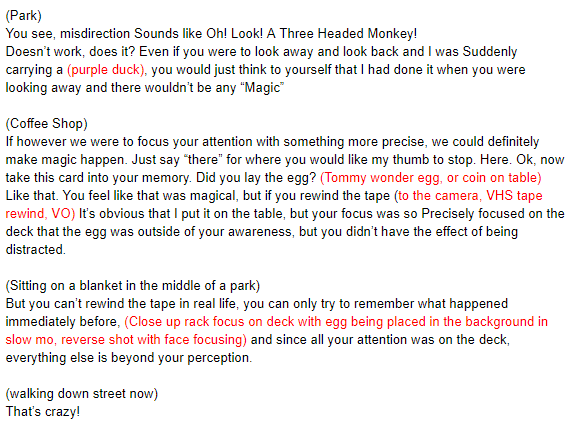 (Park)
You see, misdirection Sounds like Oh! Look! A Three Headed Monkey!
Doesn't work, does it? Even if you were to look away and look back and I was Suddenly
carrying a (purple duck), you would just think to yourself that I had done it when you were
looking away and there wouldn't be any “Magic”
(Coffee Shop)
If however we were to focus your attention with something more precise, we could definitely
make magic happen. Just say “there” for where you would like my thumb to stop. Here. Ok, now
take this card into your memory. Did you lay the egg? (Tommy wonder egg, or coin on table)
Like that. You feel like that was magical, but if you rewind the tape (to the camera, VHS tape
rewind, VO) It's obvious that I put it on the table, but your focus was so Precisely focused on the
deck that the egg was outside of your awareness, but you didn't have the effect of being
distracted.
(Sitting on a blanket in the middle of a park)
But you can't rewind the tape in real life, you can only try to remember what happened
immediately before, (Close up rack focus on deck with egg being placed in the background in
slow mo, reverse shot with face focusing) and since all your attention was on the deck,
everything else is beyond your perception.
(walking down street now)
That's crazy!